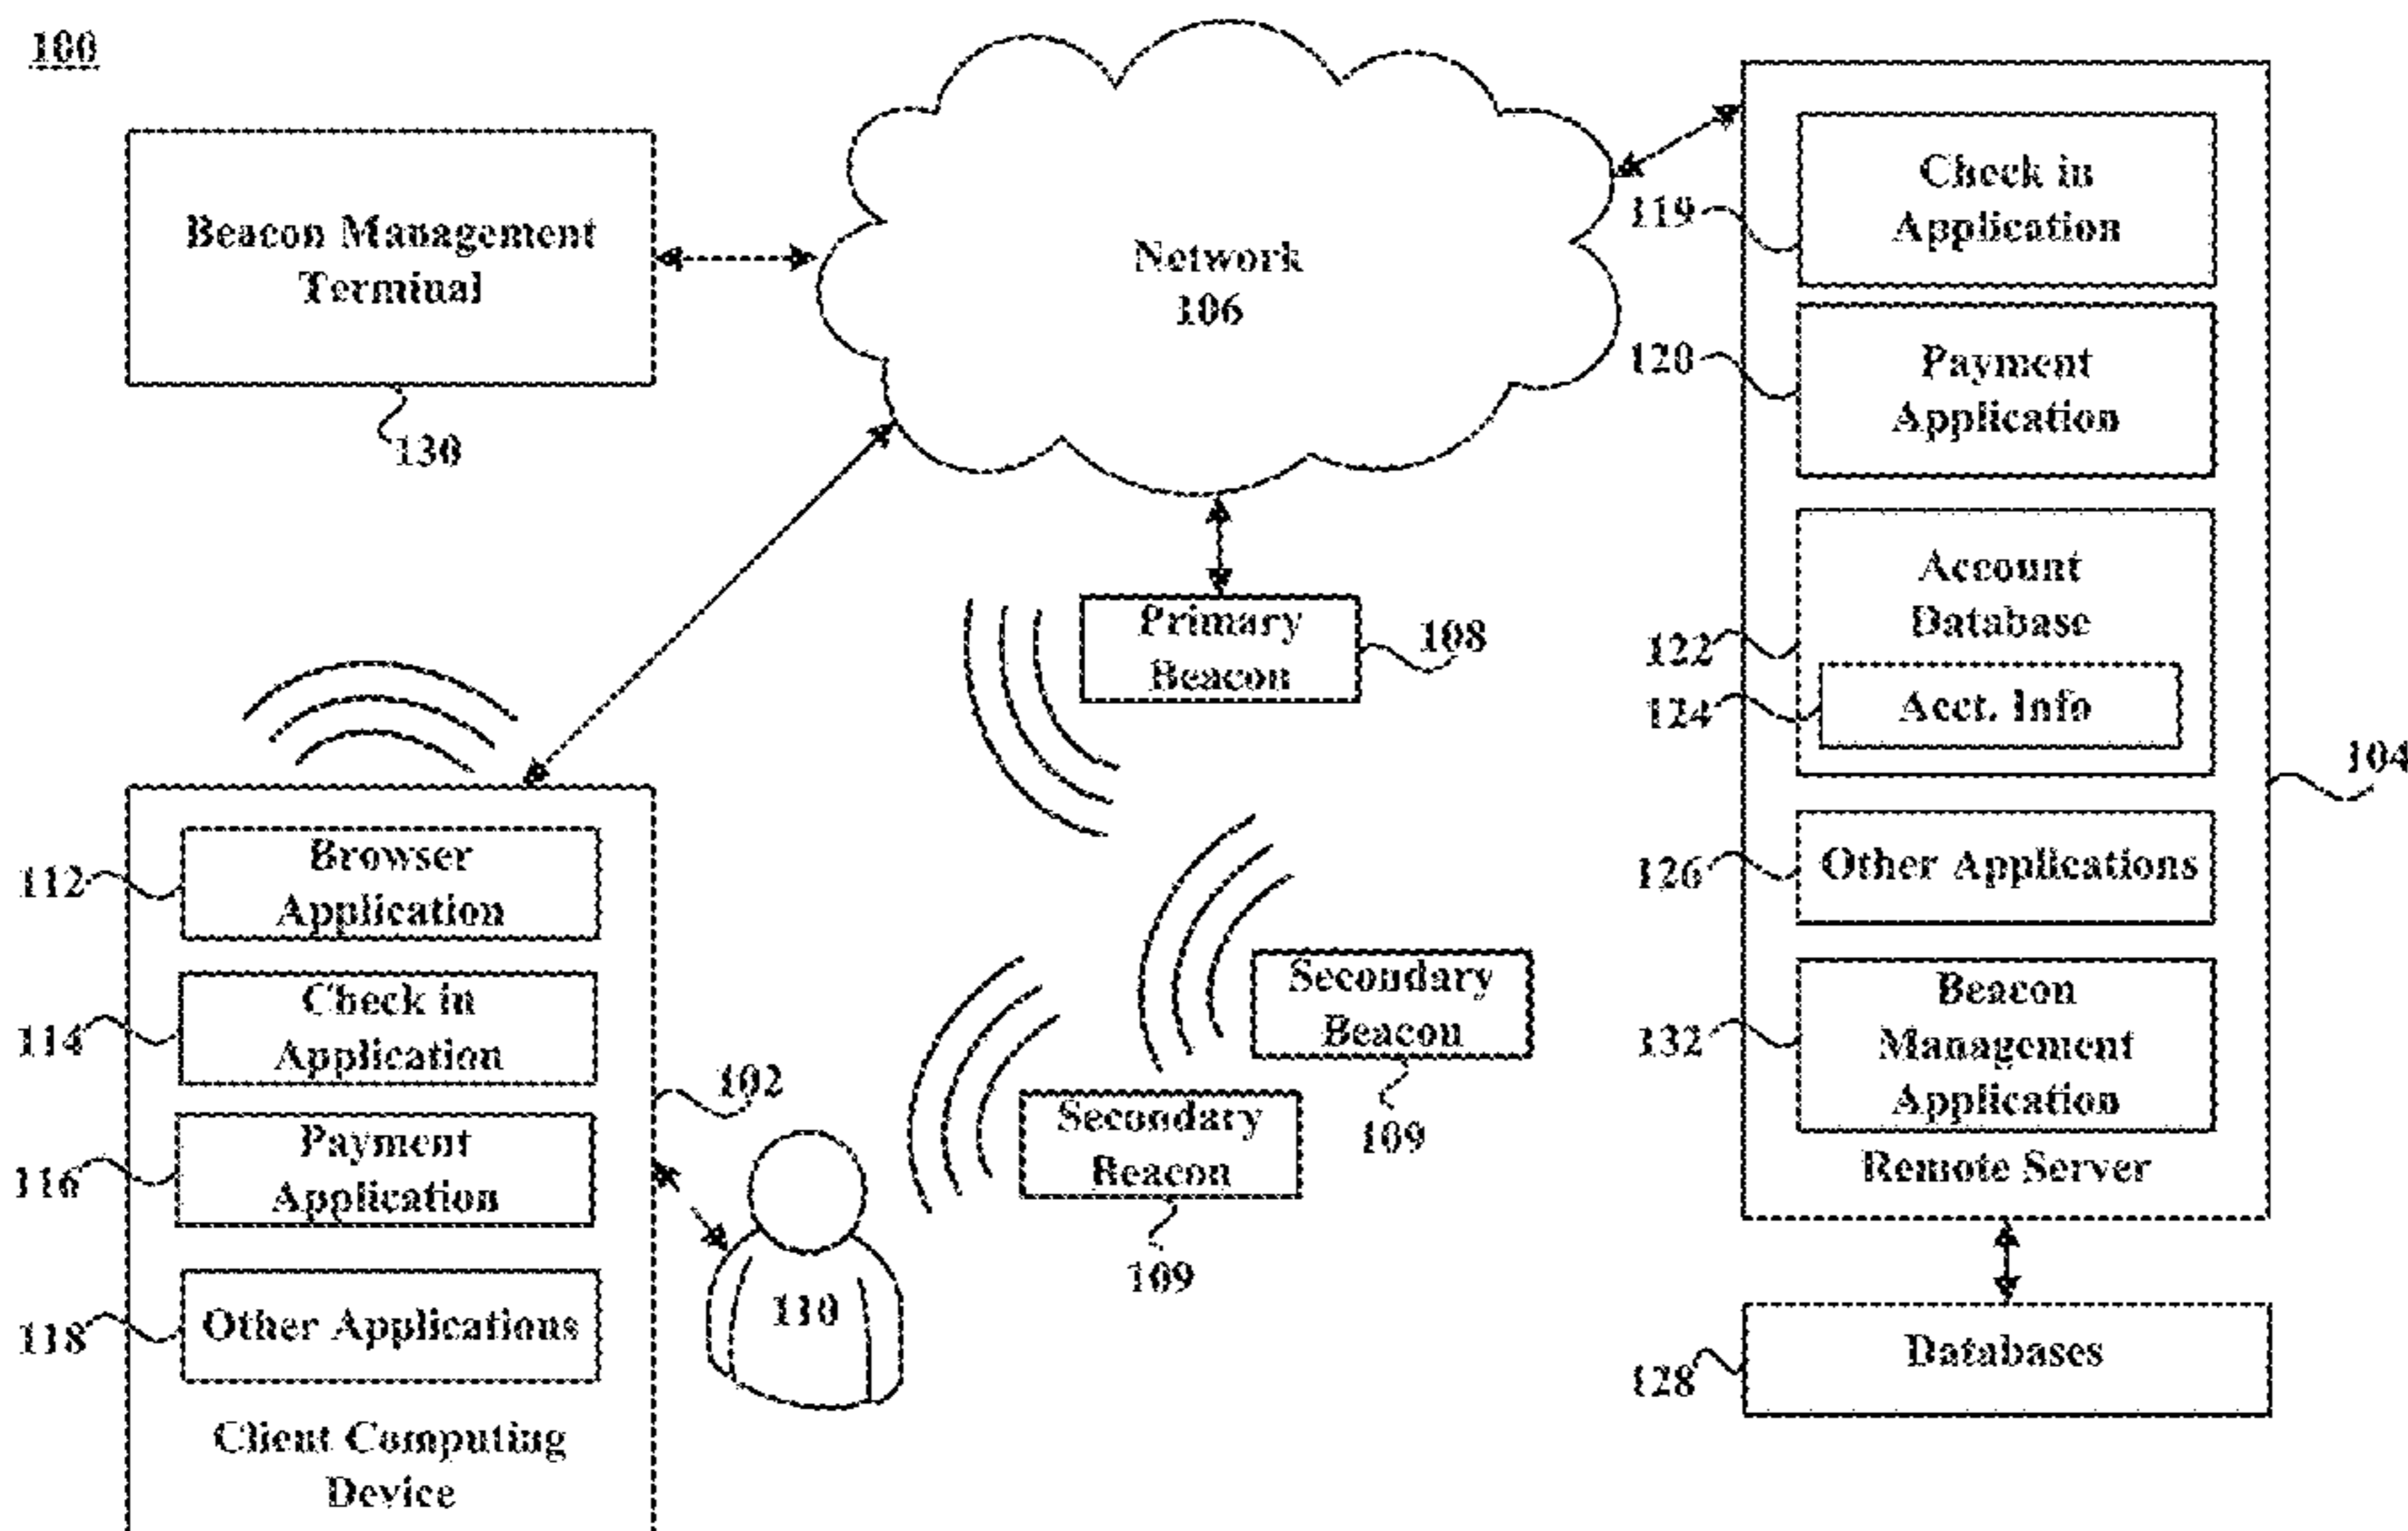 100
Beacon Management
Terminal
130
Network
106
Check in
Application
119
Payment
Application
120
Account
Database
122
Acct. Info
124
104
Other Applications
126
Beacon
Management
Application
132
Remote Server
Databases
128
Primary
Beacon
108
Secondary
Beacon
109
Secondary
Beacon
109
Browser
Application
112
Check in
Application
114
102
Payment
Application
116
110
Other Applications
118
Client Computing
Device